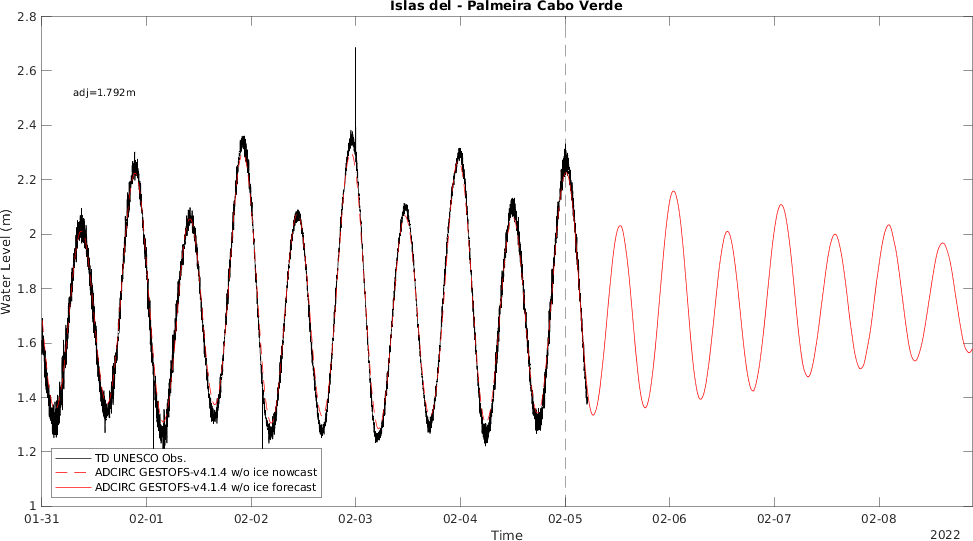 Islas del - Palmeira Cabo Verde
2.8
2.6
adj=1.792m
2.4
2.2
2
Water Level (m)
1.8
1.6
1.4
1.2
1
TD UNESCO Obs.
ADCIRC GESTOFS-v4.1.4 w/o ice nowcast
ADCIRC GESTOFS-v4.1.4 w/o ice forecast
01-31 02-01 02-02 02-03 02-04 02-05 02-06 02-07 02-08
Time
2022